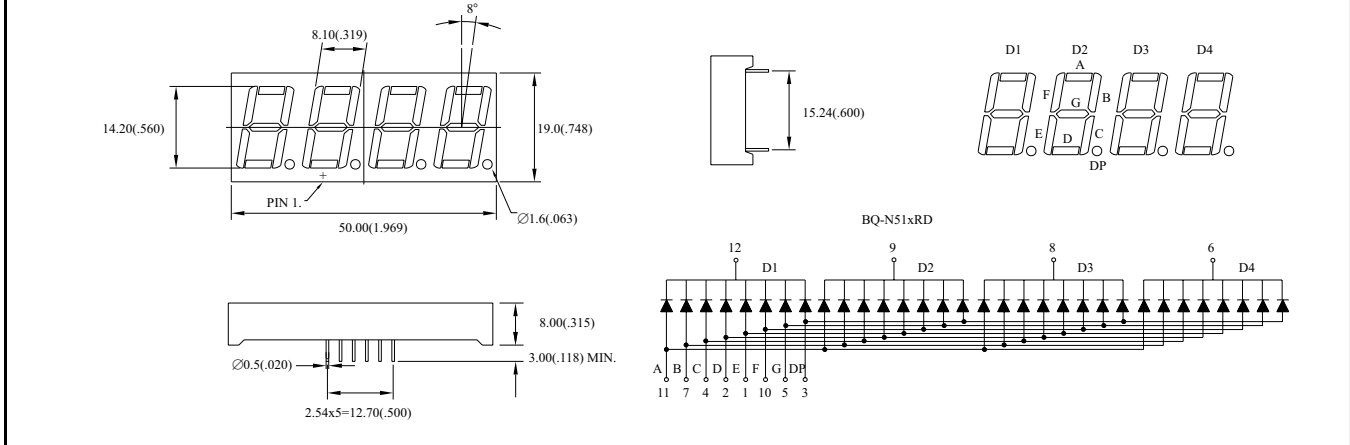 8°
8.10(.319)
14.20(.560)
19.0(.748)
+
PIN 1.
Ø1.6(.063)
50.00(1.969)
15.24(.600)
D1 D2 D3 D4
A
F B
G
E D C
DP
BQ-N51xRD
12 9 8 6
D1 D2 D3 D4
8.00(.315)
3.00(.118) MIN.
Ø0.5(.020)
2.54x5=12.70(.500)
A B C D E F G DP
11 7 4 2 1 10 5 3